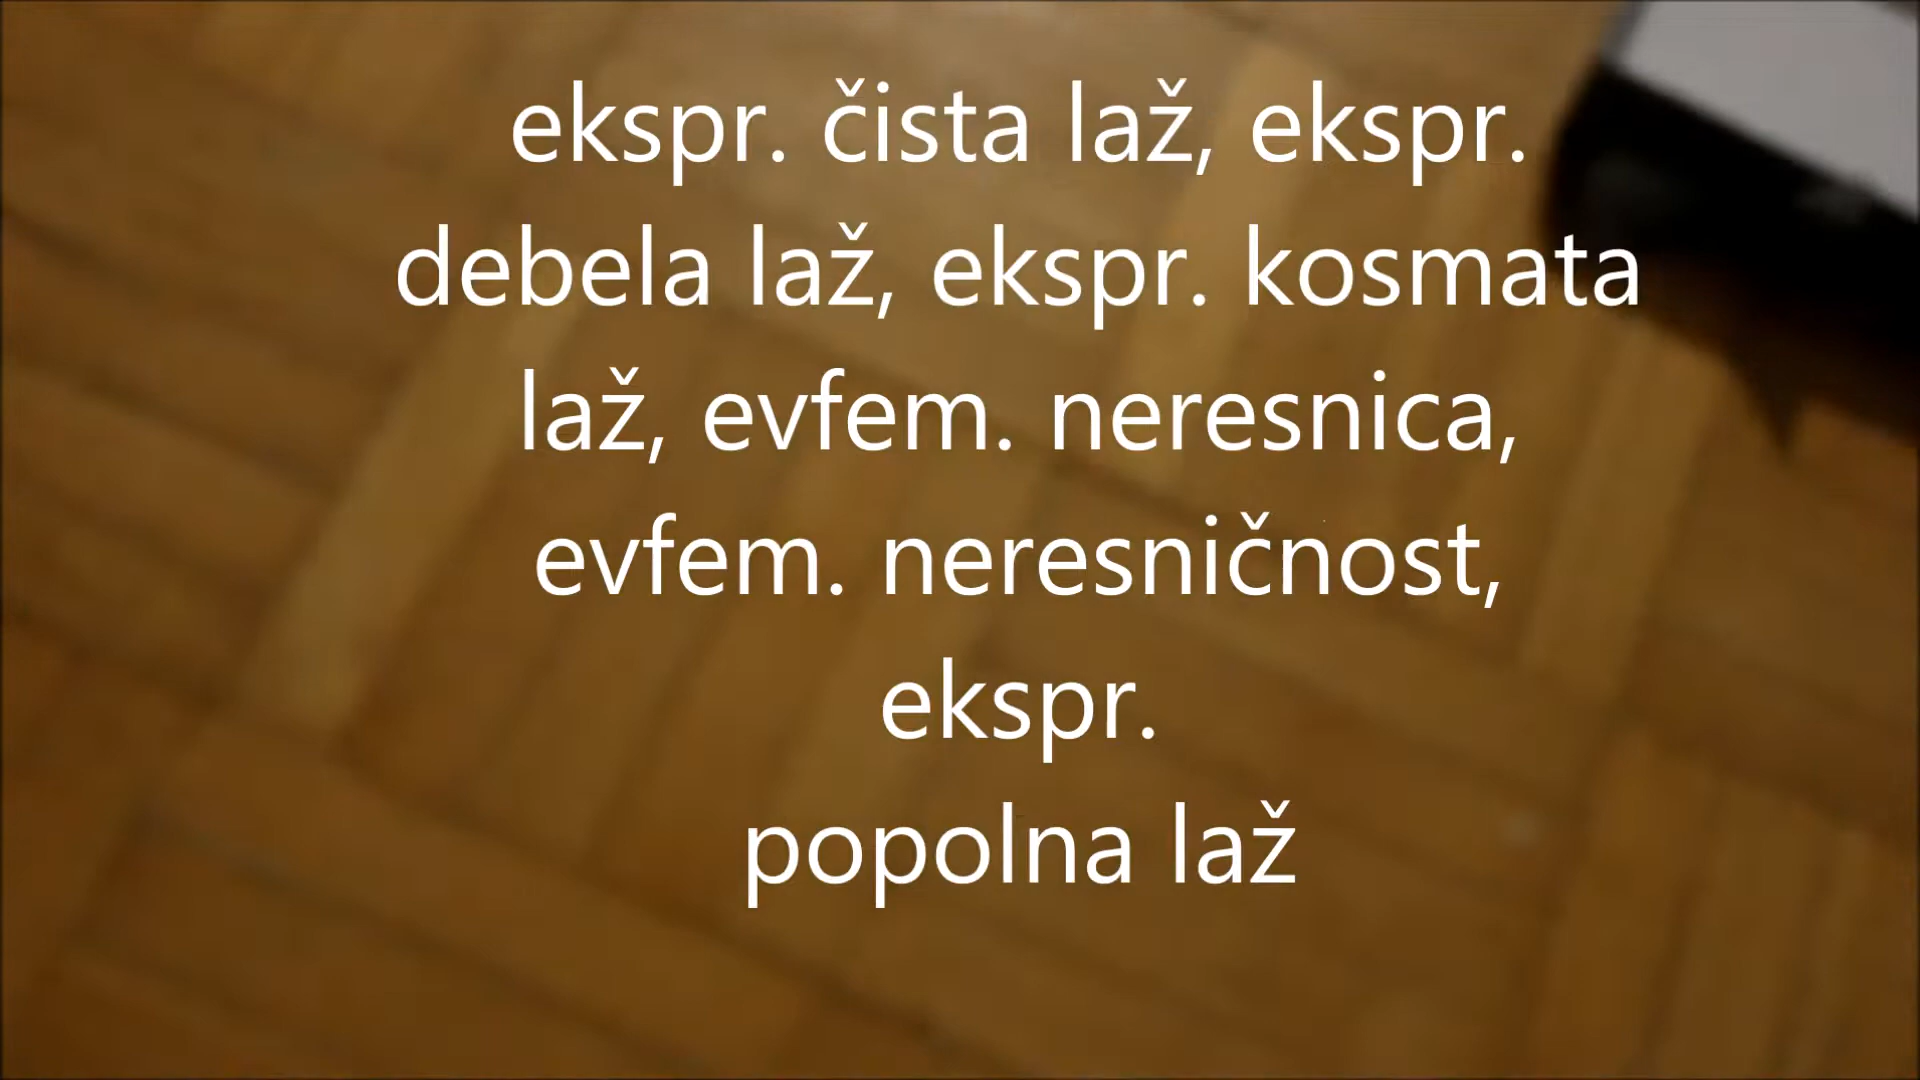 ekspr. čista laž, ekspr.
debela laž, ekspr. kosmata
laž, evfem. neresnica,
evfem. neresničnost,
ekspr.
popolna laž